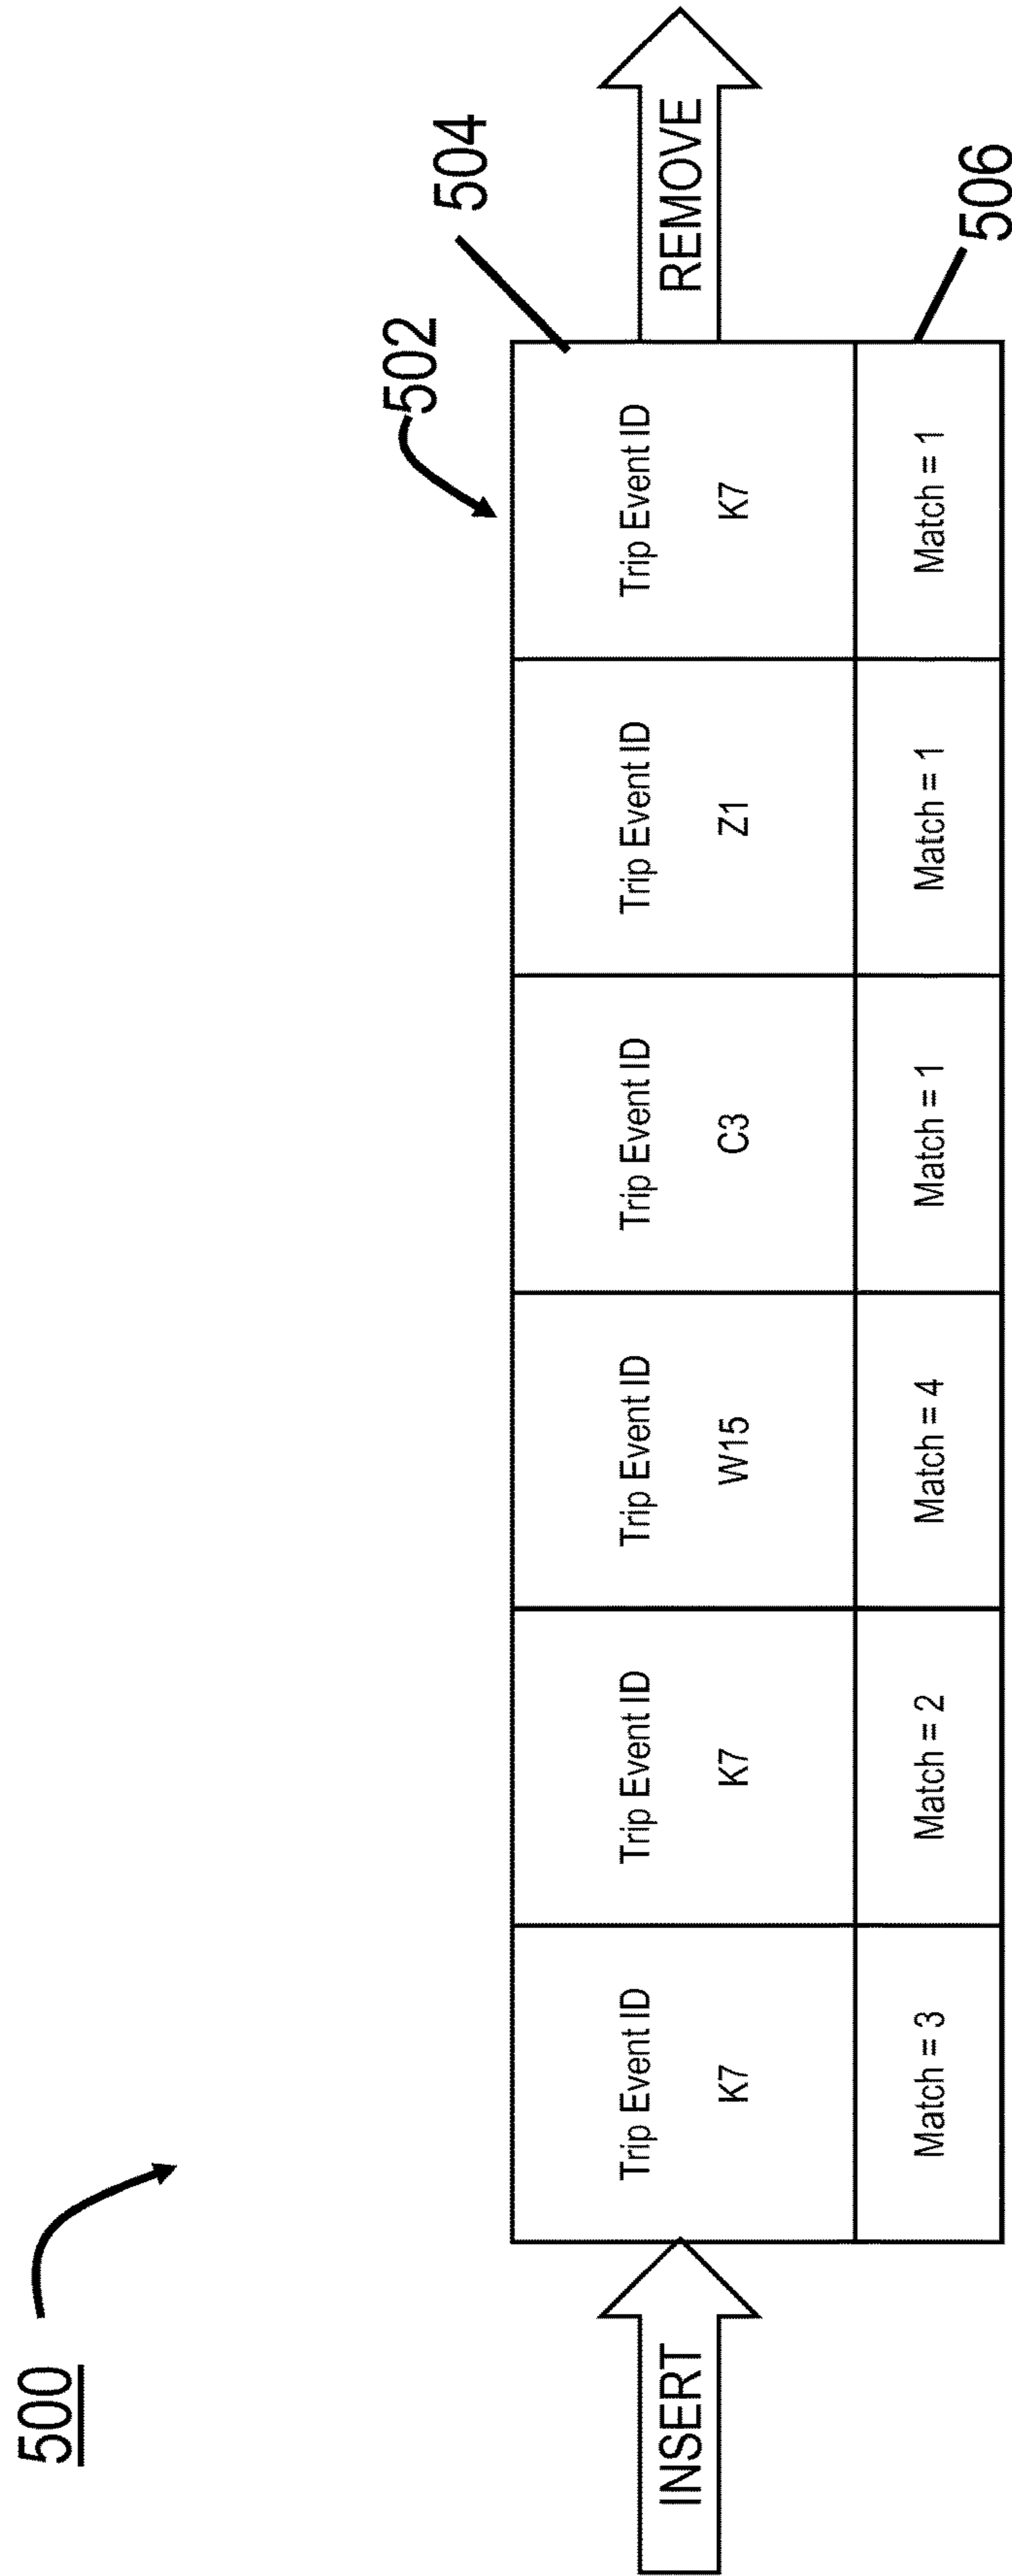 500
502
504
INSERT
Trip Event ID
K7
Trip Event ID
K7
Trip Event ID
W15
Trip Event ID
C3
Trip Event ID
Z1
Trip Event ID
K7
REMOVE
Match = 3
Match = 2
Match = 4
Match = 1
Match = 1
Match = 1
506